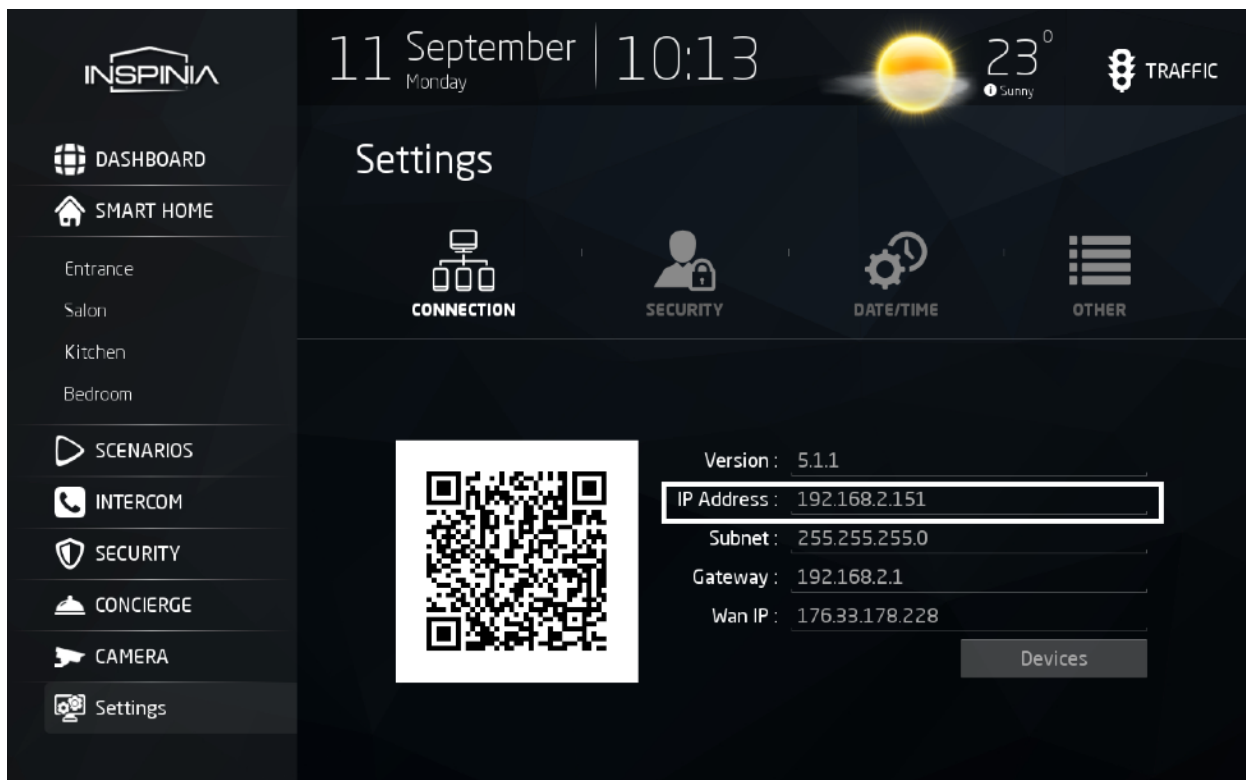 INSPINIA
11 September
Monday
10:13
23°
Sunny
TRAFFIC
DASHBOARD
SMART HOME
Entrance
Salon
Kitchen
Bedroom
SCENARIOS
INTERCOM
SECURITY
CONCIERGE
CAMERA
Settings
Settings
CONNECTION
SECURITY
DATE/TIME
OTHER
Version : 5.1.1
IP Address : 192.168.2.151
Subnet : 255.255.255.0
Gateway : 192.168.2.1
Wan IP : 176.33.178.228
Devices